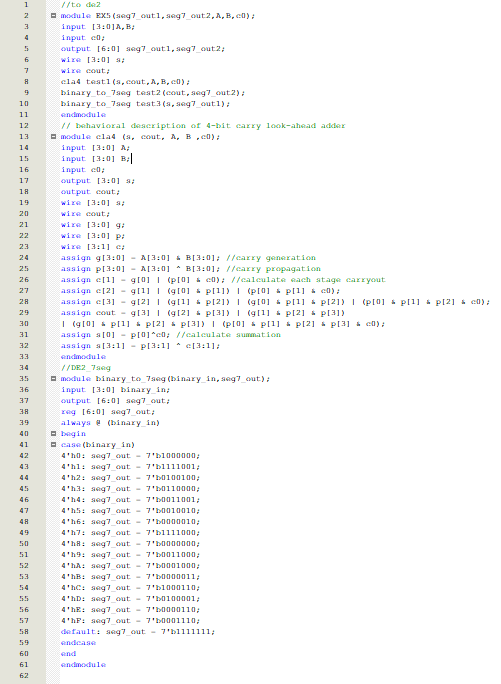 1 //to de2
2 module EX5(seg7_out1,seg7_out2,A,B,c0);
3 input [3:0]A,B;
4 input c0;
5 output [6:0] seg7_out1,seg7_out2;
6 wire [3:0] s;
7 wire cout;
8 cla4 test1(s,cout,A,B,c0);
9 binary_to_7seg test2(cout,seg7_out2);
10 binary_to_7seg test3(s,seg7_out1);
11 endmodule
12 // behavioral description of 4-bit carry look-ahead adder
13 module cla4 (s, cout, A, B ,c0);
14 input [3:0] A;
15 input [3:0] B;
16 input c0;
17 output [3:0] s;
18 output cout;
19 wire [3:0] s;
20 wire cout;
21 wire [3:0] g;
22 wire [3:0] p;
23 wire [3:1] c;
24 assign g[3:0] = A[3:0] & B[3:0]; //carry generation
25 assign p[3:0] = A[3:0] ^ B[3:0]; //carry propagation
26 assign c[1] = g[0] | (p[0] & c0); //calculate each stage carryout
27 assign c[2] = g[1] | (g[0] & p[1]) | (p[0] & p[1] & c0);
28 assign c[3] = g[2] | (g[1] & p[2]) | (g[0] & p[1] & p[2]) | (p[0] & p[1] & p[2] & c0);
29 assign cout = g[3] | (g[2] & p[3]) | (g[1] & p[2] & p[3])
30 | (g[0] & p[1] & p[2] & p[3]) | (p[0] & p[1] & p[2] & p[3] & c0);
31 assign s[0] = p[0]^c0; //calculate summation
32 assign s[3:1] = p[3:1] ^ c[3:1];
33 endmodule
34 //DE2_7seg
35 module binary_to_7seg(binary_in,seg7_out);
36 input [3:0] binary_in;
37 output [6:0] seg7_out;
38 reg [6:0] seg7_out;
39 always @ (binary_in)
40 begin
41 case(binary_in)
42 4'h0: seg7_out = 7'b1000000;
43 4'h1: seg7_out = 7'b1111001;
44 4'h2: seg7_out = 7'b0100100;
45 4'h3: seg7_out = 7'b0110000;
46 4'h4: seg7_out = 7'b0011001;
47 4'h5: seg7_out = 7'b0010010;
48 4'h6: seg7_out = 7'b0000010;
49 4'h7: seg7_out = 7'b1111000;
50 4'h8: seg7_out = 7'b0000000;
51 4'h9: seg7_out = 7'b0011000;
52 4'hA: seg7_out = 7'b0001000;
53 4'hB: seg7_out = 7'b0000011;
54 4'hC: seg7_out = 7'b1000110;
55 4'hD: seg7_out = 7'b0100001;
56 4'hE: seg7_out = 7'b0000110;
57 4'hF: seg7_out = 7'b0001110;
58 default: seg7_out = 7'b1111111;
59 endcase
60 end
61 endmodule
62